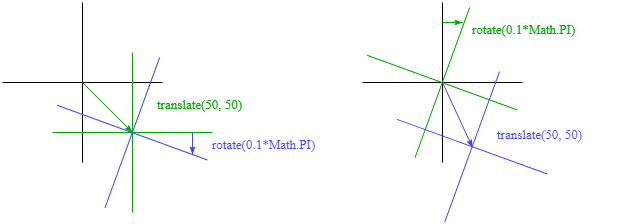 translate(50, 50)
rotate(0.1*Math.PI)
rotate(0.1*Math.PI)
translate(50, 50)